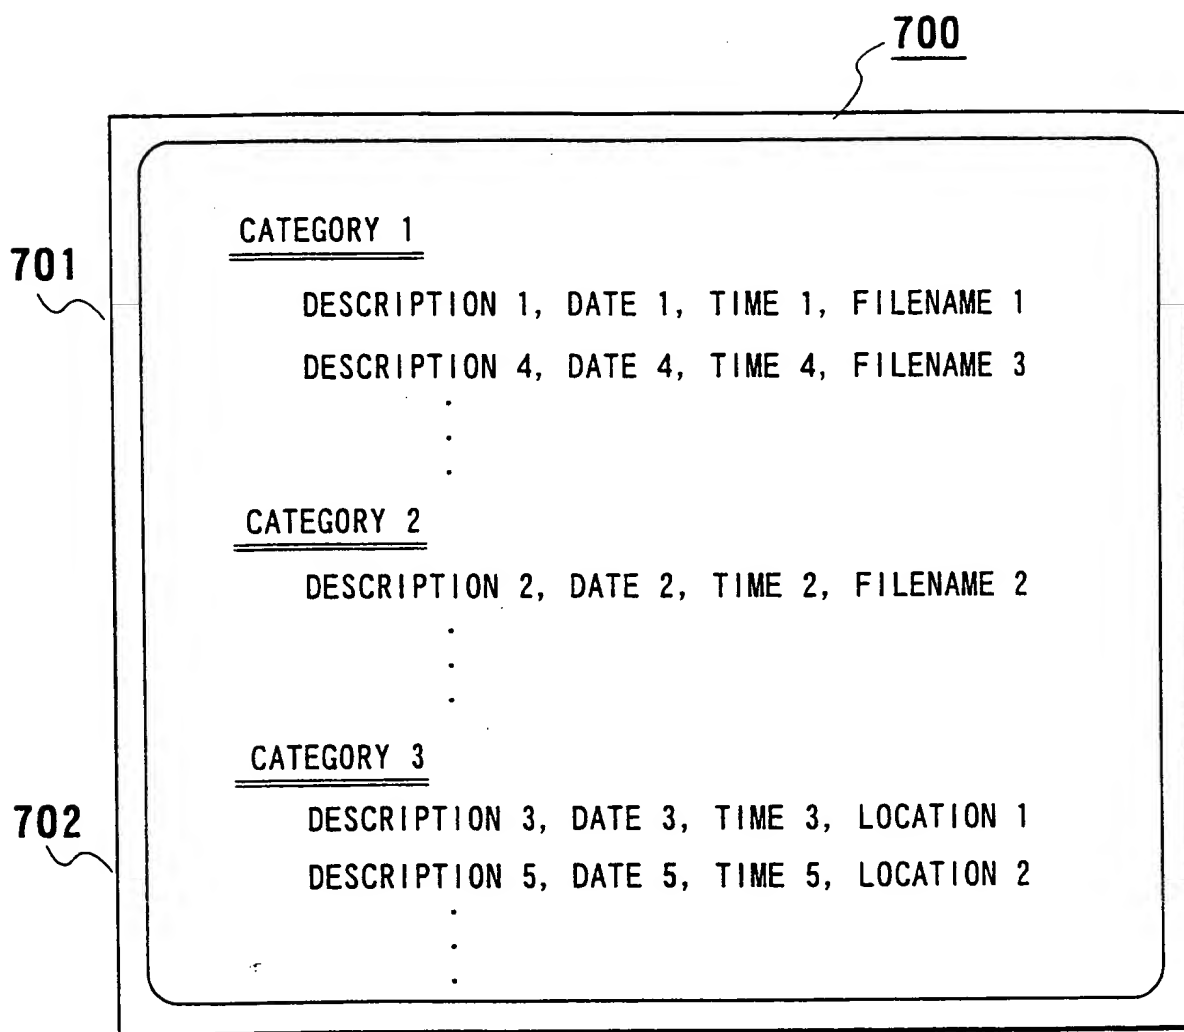 700
CATEGORY 1
701
DESCRIPTION 1, DATE 1, TIME 1, FILENAME 1
DESCRIPTION 4, DATE 4, TIME 4, FILENAME 3
.
.
.
CATEGORY 2
DESCRIPTION 2, DATE 2, TIME 2, FILENAME 2
.
.
.
CATEGORY 3
DESCRIPTION 3, DATE 3, TIME 3, LOCATION 1
702
DESCRIPTION 5, DATE 5, TIME 5, LOCATION 2
.
.
.